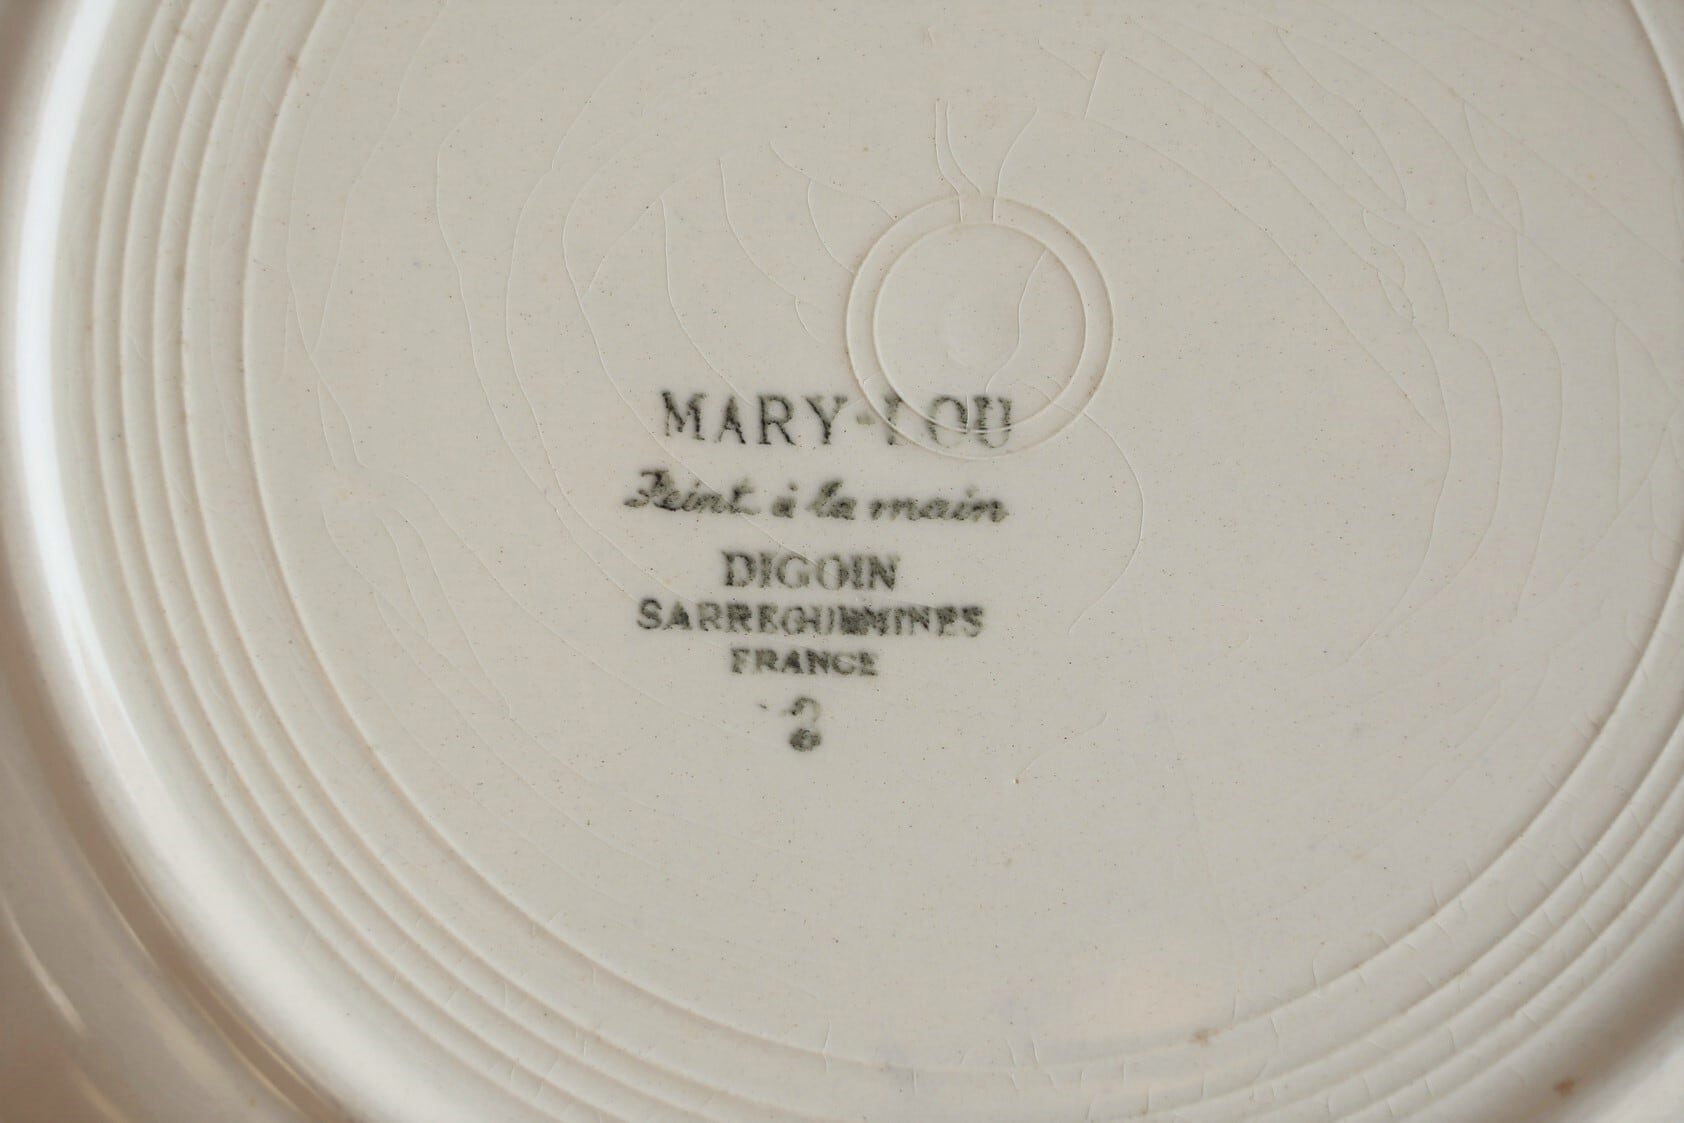 MARY-LOU
Peint à la main
DIGOIN
SARREGUEMINES
FRANCE